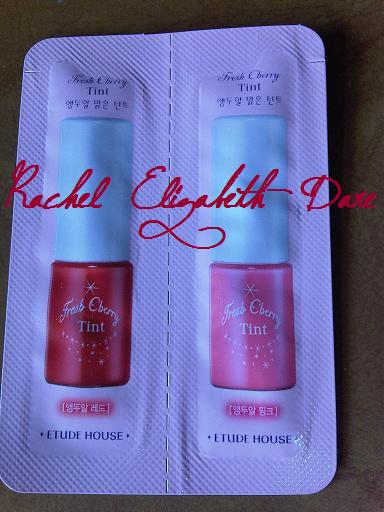 Fresh Cherry
Tint
앵두알 맑은 틴트
Fresh Cherry
Tint
앵두알 맑은 틴트
Rachel Elizabeth Dare
Fresh Cherry
Tint
[앵두알 레드]
ETUDE HOUSE
Fresh Cherry
Tint
[앵두알 핑크]
ETUDE HOUSE